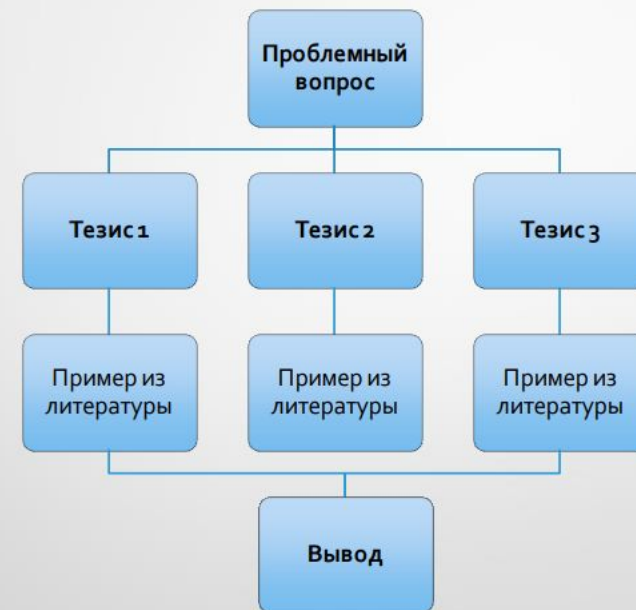 Проблемный
вопрос
Тезис 1
Тезис 2
Тезис 3
Пример из
литературы
Пример из
литературы
Пример из
литературы
Вывод